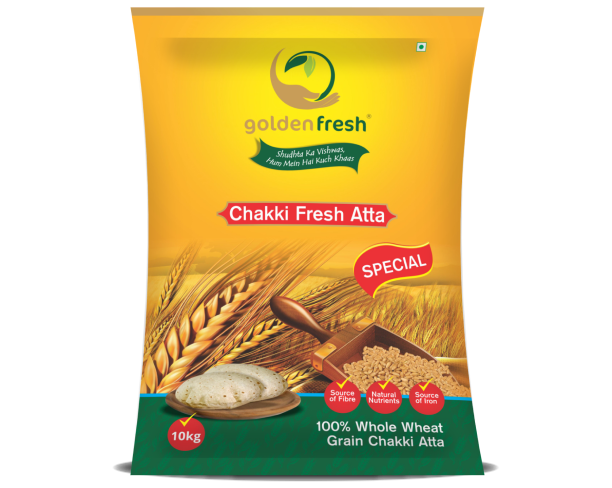 goldenfresh®
Shudhta Ka Vishwas,
Hum Mein Hai Kuch Khaas
Chakki Fresh Atta
SPECIAL
Source
of Fibre
Natural
Nutrients
Source
of Iron
10kg
100% Whole Wheat
Grain Chakki Atta